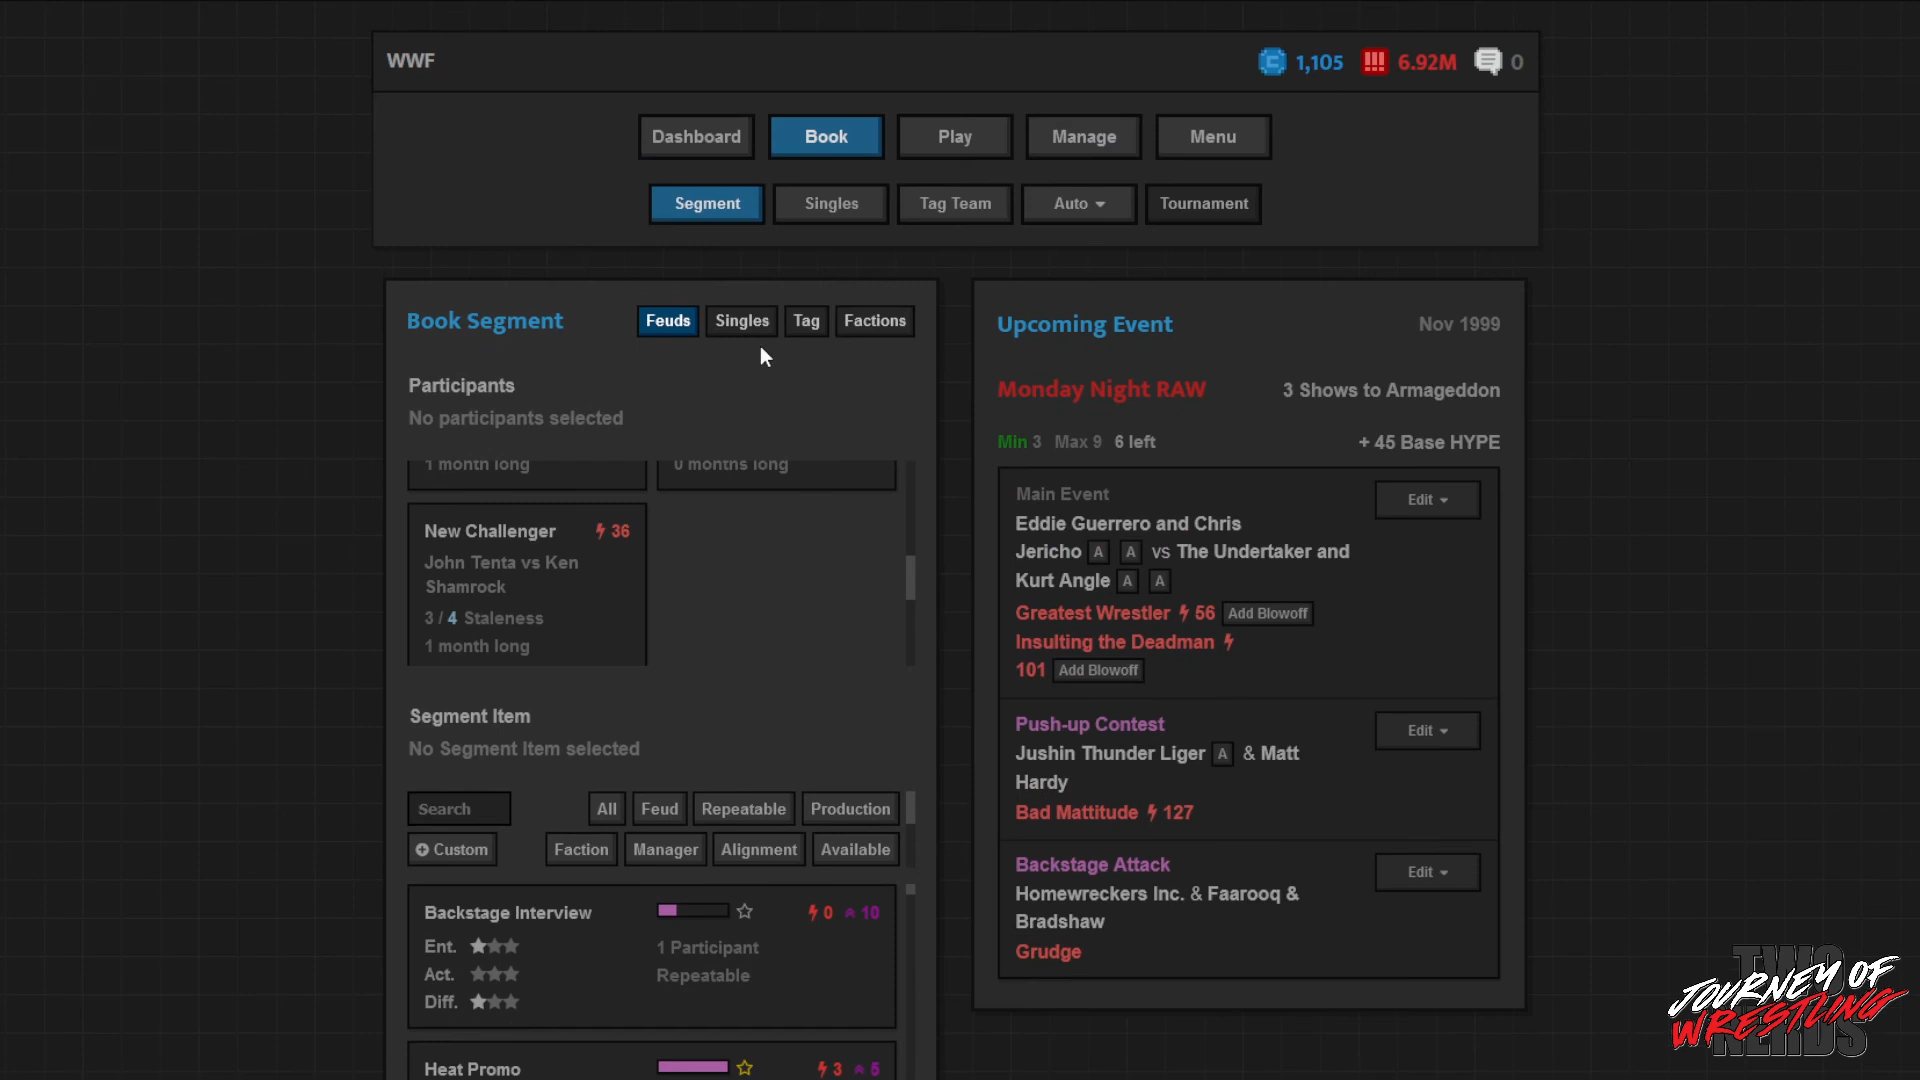 WWF
1,105 6.92M 0
Dashboard Book Play Manage Menu
Segment Singles Tag Team Auto Tournament
Book Segment Feuds Singles Tag Factions
Participants
No participants selected
1 month long 0 months long
New Challenger 36
John Tenta vs Ken
Shamrock
3 / 4 Staleness
1 month long
Segment Item
No Segment Item selected
Search All Feud Repeatable Production
Custom Faction Manager Alignment Available
Backstage Interview 0 10
Ent. 1 Participant
Act. Repeatable
Diff.
Heat Promo 3 5
Upcoming Event Nov 1999
Monday Night RAW 3 Shows to Armageddon
Min 3 Max 9 6 left + 45 Base HYPE
Main Event Edit
Eddie Guerrero and Chris
Jericho A A vs The Undertaker and
Kurt Angle A A
Greatest Wrestler 56 Add Blowoff
Insulting the Deadman
101 Add Blowoff
Push-up Contest Edit
Jushin Thunder Liger A & Matt
Hardy
Bad Mattitude 127
Backstage Attack Edit
Homewreckers Inc. & Faarooq &
Bradshaw
Grudge
TWO
JOURNEY OF
WRESTLING
NERDS